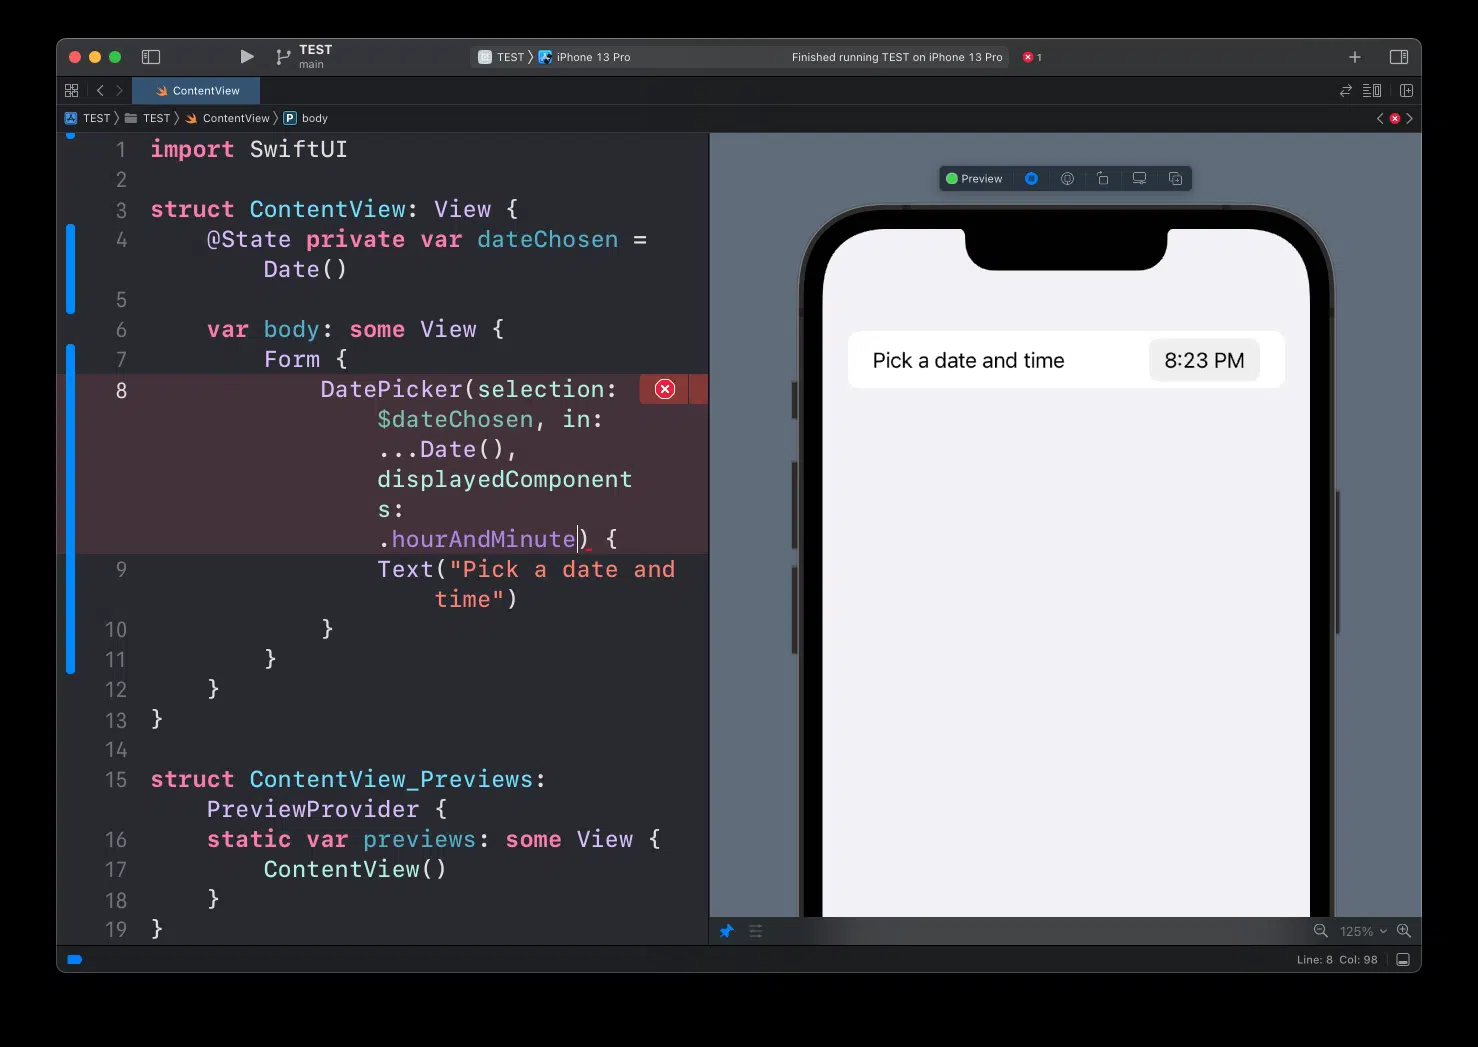 TEST
main
TEST 〉 iPhone 13 Pro
Finished running TEST on iPhone 13 Pro
1
ContentView
TEST 〉 TEST 〉 ContentView 〉 P body
1 import SwiftUI
2
3 struct ContentView: View {
4 @State private var dateChosen =
Date()
5
6 var body: some View {
7 Form {
8 DatePicker(selection:
$dateChosen, in:
...Date(),
displayedComponent
s:
.hourAndMinute) {
9 Text("Pick a date and
time")
10 }
11 }
12 }
13 }
14
15 struct ContentView_Previews:
PreviewProvider {
16 static var previews: some View {
17 ContentView()
18 }
19 }
Preview
Pick a date and time
8:23 PM
125%
Line: 8 Col: 98